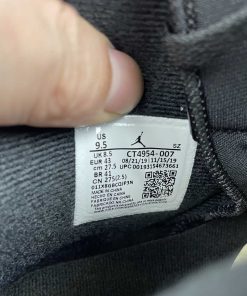 US
9.5
SZ
UK 8.5 CT4954-007
EUR 43 08/21/19 11/15/19
cm 27.5 UPC 00193154673661
BR 41
CN 275(2.5)